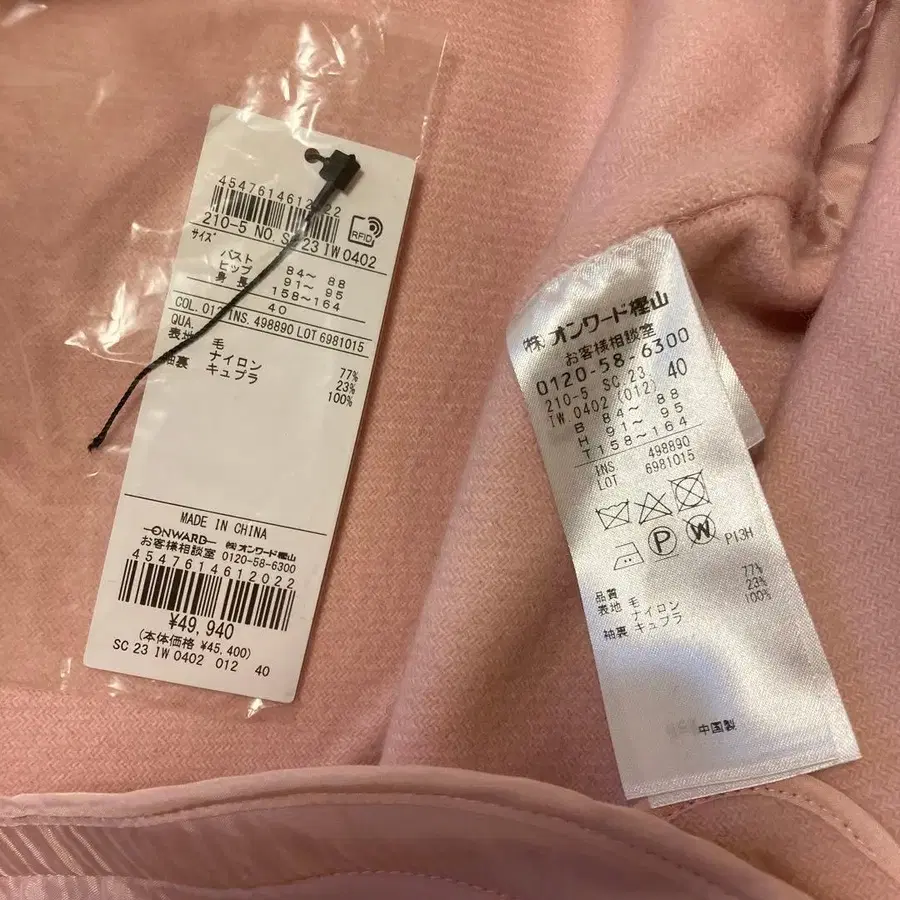 4547614612022
210-5 NO. SC 23 IW 0402
RFID
サイズ
バスト 84～ 88
ヒップ 91～ 95
身長 158～164
40
COL. 012 INS. 498890 LOT 6981015
QUA.
表地 毛 77%
ナイロン 23%
袖裏 キュプラ 100%
MADE IN CHINA
ONWARD ㈱オンワード樫山
お客様相談室 0120-58-6300
4547614612022
¥49,940
(本体価格 ¥45,400)
SC 23 IW 0402 012 40
㈱オンワード樫山
お客様相談室
0120-58-6300
210-5 SC 23 40
IW 0402 (012)
B 84～ 88
H 91～ 95
T 158～164
INS 498890
LOT 6981015
P W P13H
品質
表地 毛 77%
ナイロン 23%
袖裏 キュプラ 100%
中国製